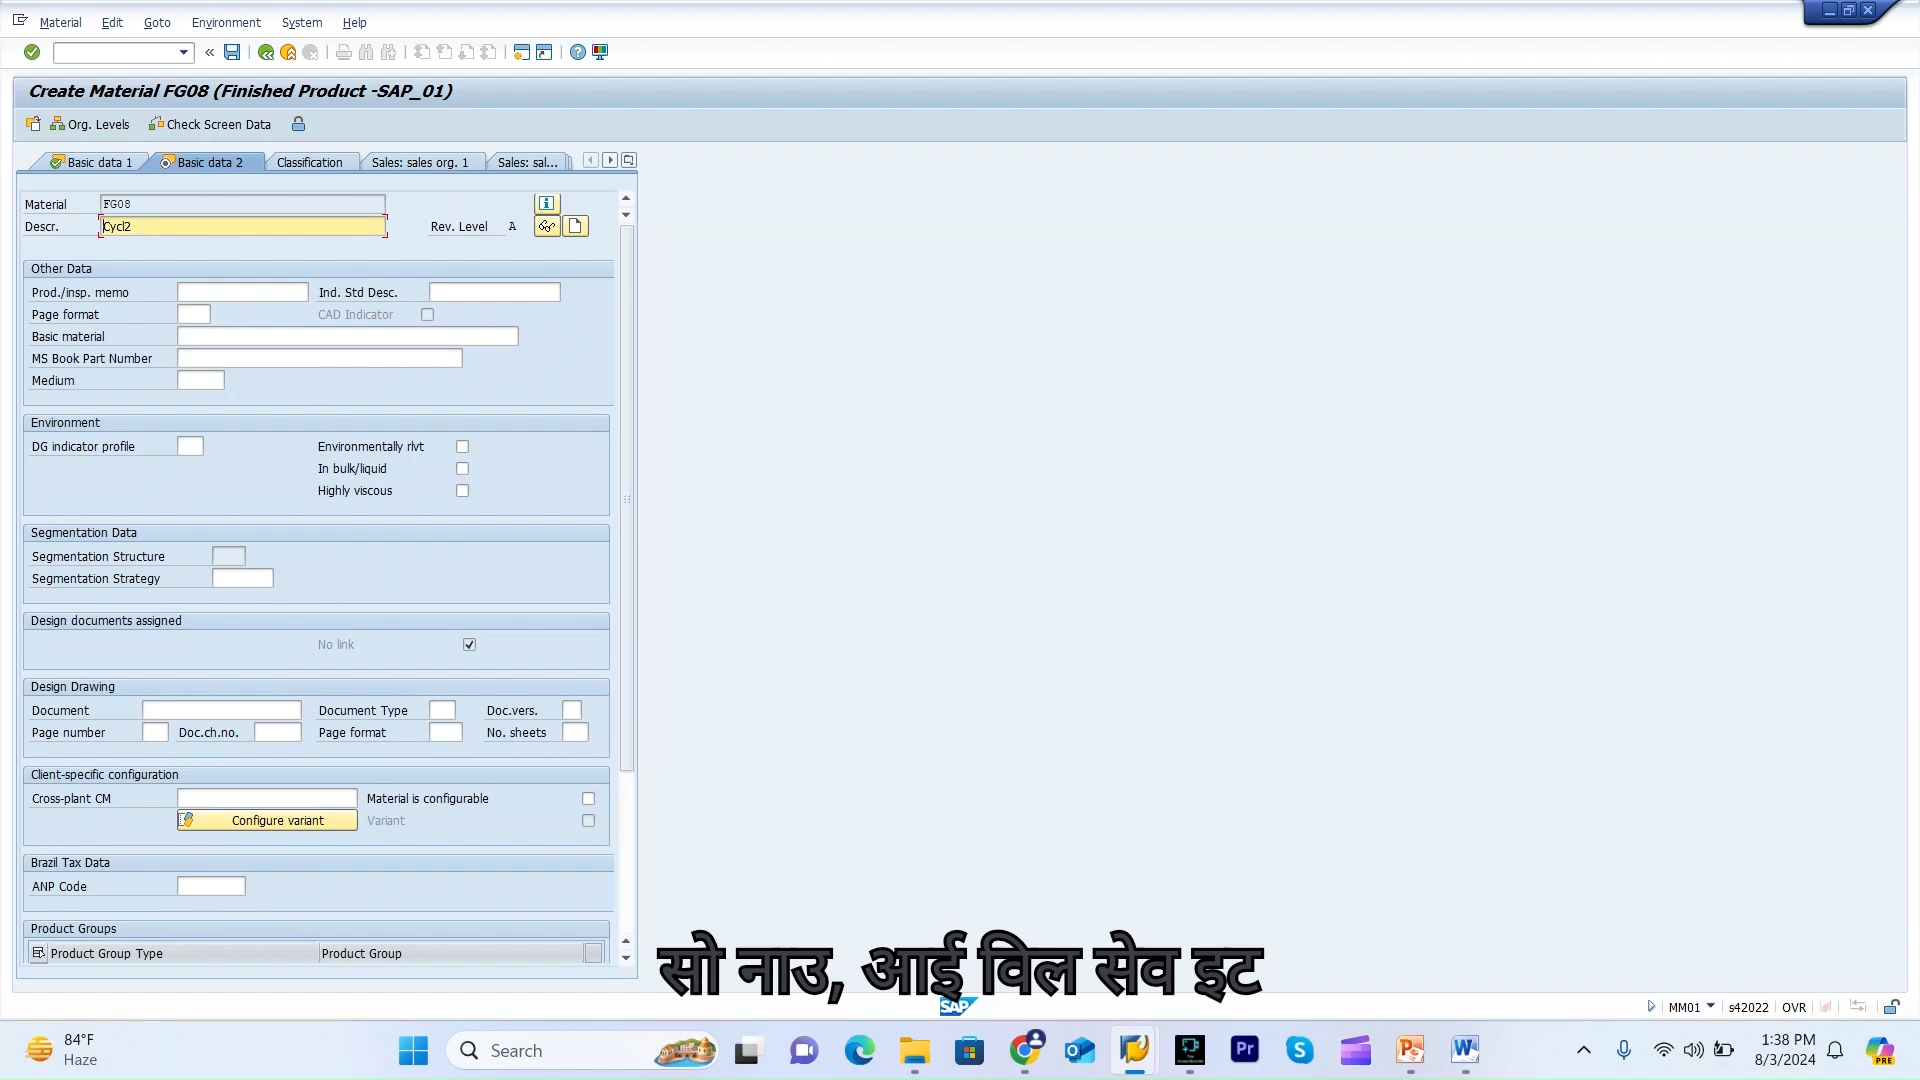 Material Edit Goto Environment System Help
Create Material FG08 (Finished Product -SAP_01)
Org. Levels Check Screen Data
Basic data 1 Basic data 2 Classification Sales: sales org. 1 Sales: sal...
Material FG08
Descr. Cycl2 Rev. Level A
Other Data
Prod./insp. memo Ind. Std Desc.
Page format CAD Indicator
Basic material
MS Book Part Number
Medium
Environment
DG indicator profile Environmentally rlvt
In bulk/liquid
Highly viscous
Segmentation Data
Segmentation Structure
Segmentation Strategy
Design documents assigned
No link
Design Drawing
Document Document Type Doc.vers.
Page number Doc.ch.no. Page format No. sheets
Client-specific configuration
Cross-plant CM Material is configurable
Configure variant Variant
Brazil Tax Data
ANP Code
Product Groups
Product Group Type Product Group
सो नाउ, आई विल सेव इट
SAP MM01 s42022 OVR
84°F
Haze
Search
Pr
PRE
1:38 PM
8/3/2024